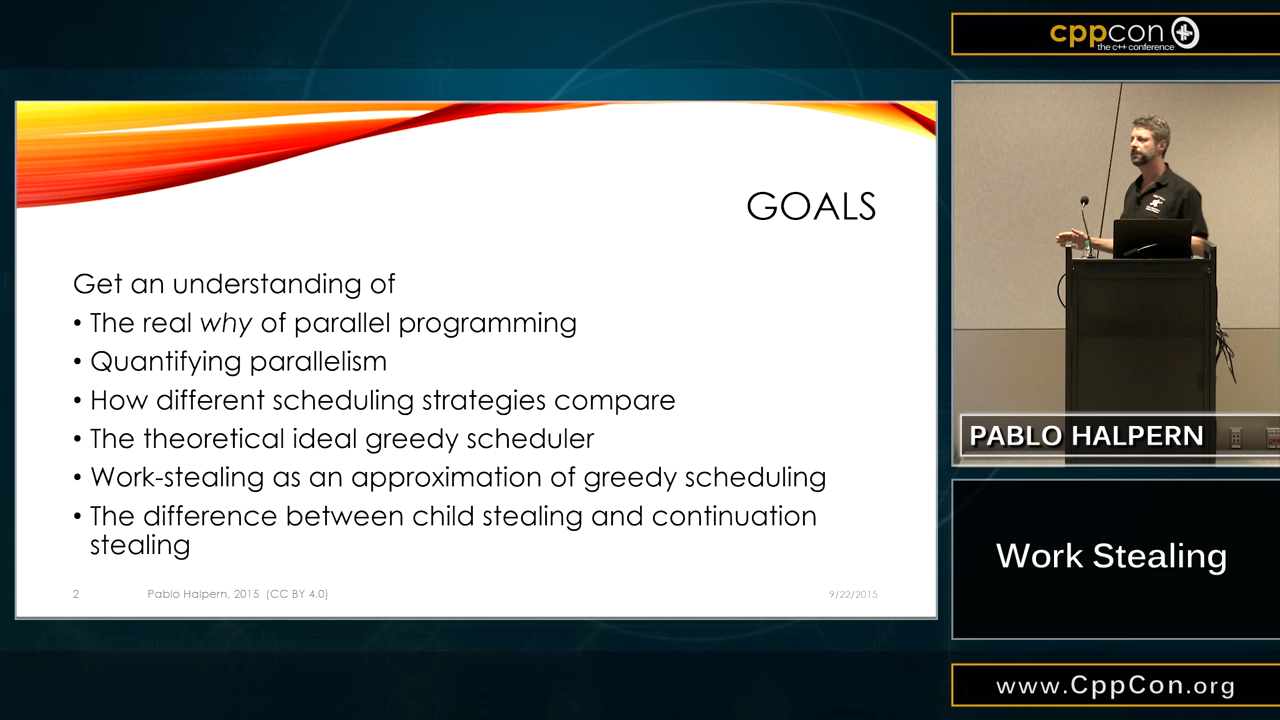 cppcon
the c++ conference
GOALS
Get an understanding of
• The real why of parallel programming
• Quantifying parallelism
• How different scheduling strategies compare
• The theoretical ideal greedy scheduler
• Work-stealing as an approximation of greedy scheduling
• The difference between child stealing and continuation
stealing
2 Pablo Halpern, 2015 (CC BY 4.0) 9/22/2015
PABLO HALPERN
Work Stealing
www.CppCon.org